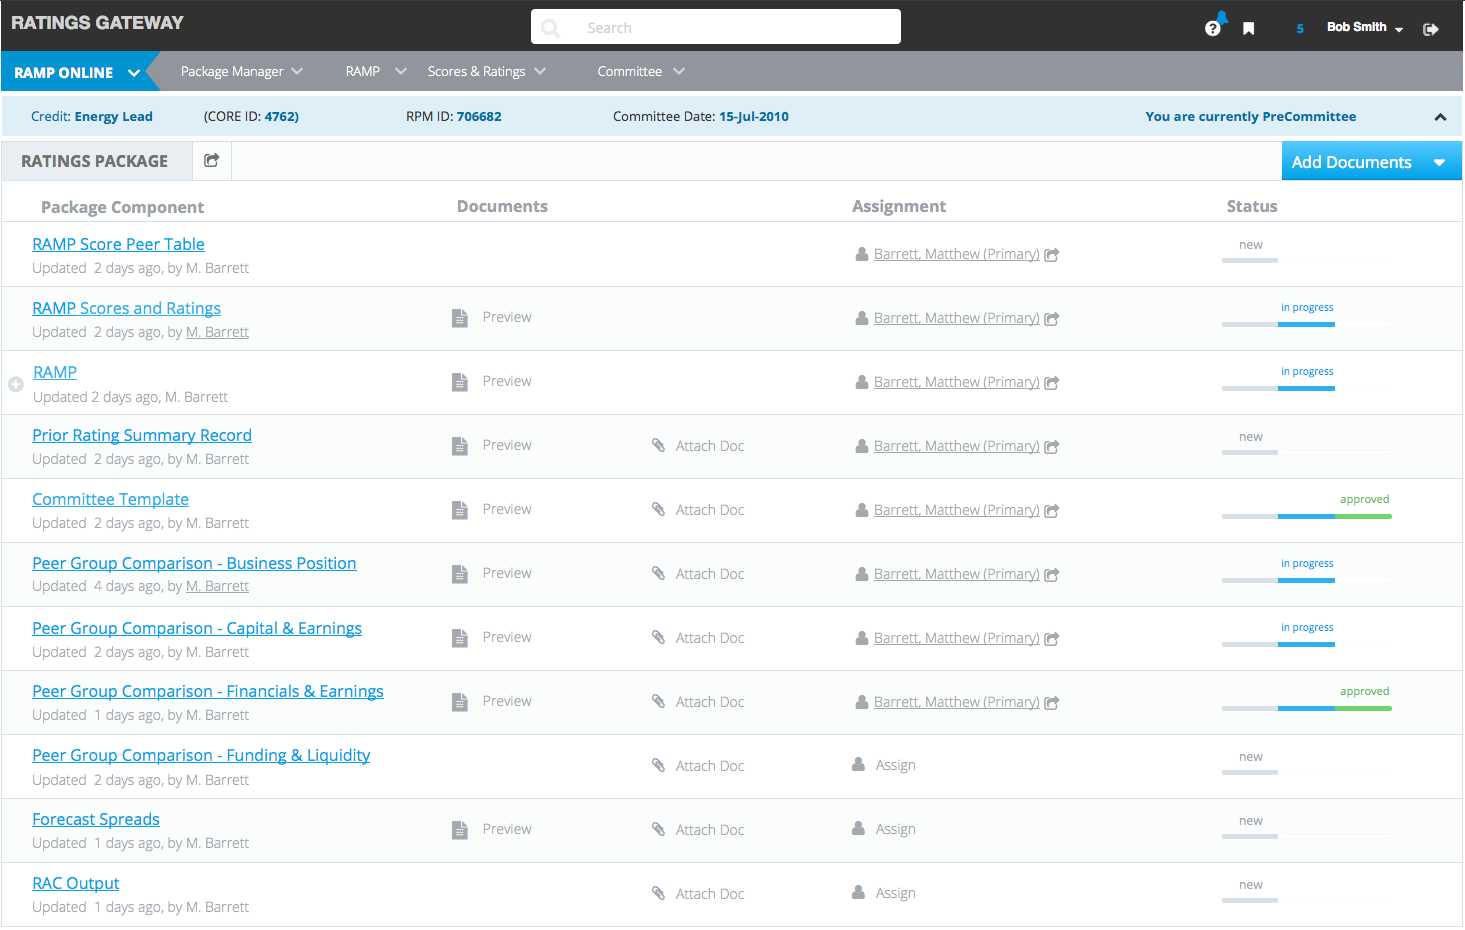 RATINGS GATEWAY
Search
5
Bob Smith
RAMP ONLINE
Package Manager
RAMP
Scores & Ratings
Committee
Credit: Energy Lead
(CORE ID: 4762)
RPM ID: 706682
Committee Date: 15-Jul-2010
You are currently PreCommittee
RATINGS PACKAGE
Add Documents
Package Component Documents Assignment Status
RAMP Score Peer Table
Updated 2 days ago, by M. Barrett
Barrett, Matthew (Primary)
new
RAMP Scores and Ratings
Updated 2 days ago, by M. Barrett
Preview
Barrett, Matthew (Primary)
in progress
RAMP
Updated 2 days ago, M. Barrett
Preview
Barrett, Matthew (Primary)
in progress
Prior Rating Summary Record
Updated 2 days ago, by M. Barrett
Preview
Attach Doc
Barrett, Matthew (Primary)
new
Committee Template
Updated 2 days ago, by M. Barrett
Preview
Attach Doc
Barrett, Matthew (Primary)
approved
Peer Group Comparison - Business Position
Updated 4 days ago, by M. Barrett
Preview
Attach Doc
Barrett, Matthew (Primary)
in progress
Peer Group Comparison - Capital & Earnings
Updated 2 days ago, by M. Barrett
Preview
Attach Doc
Barrett, Matthew (Primary)
in progress
Peer Group Comparison - Financials & Earnings
Updated 1 days ago, by M. Barrett
Preview
Attach Doc
Barrett, Matthew (Primary)
approved
Peer Group Comparison - Funding & Liquidity
Updated 2 days ago, by M. Barrett
Attach Doc
Assign
new
Forecast Spreads
Updated 1 days ago, by M. Barrett
Preview
Attach Doc
Assign
new
RAC Output
Updated 1 days ago, by M. Barrett
Attach Doc
Assign
new